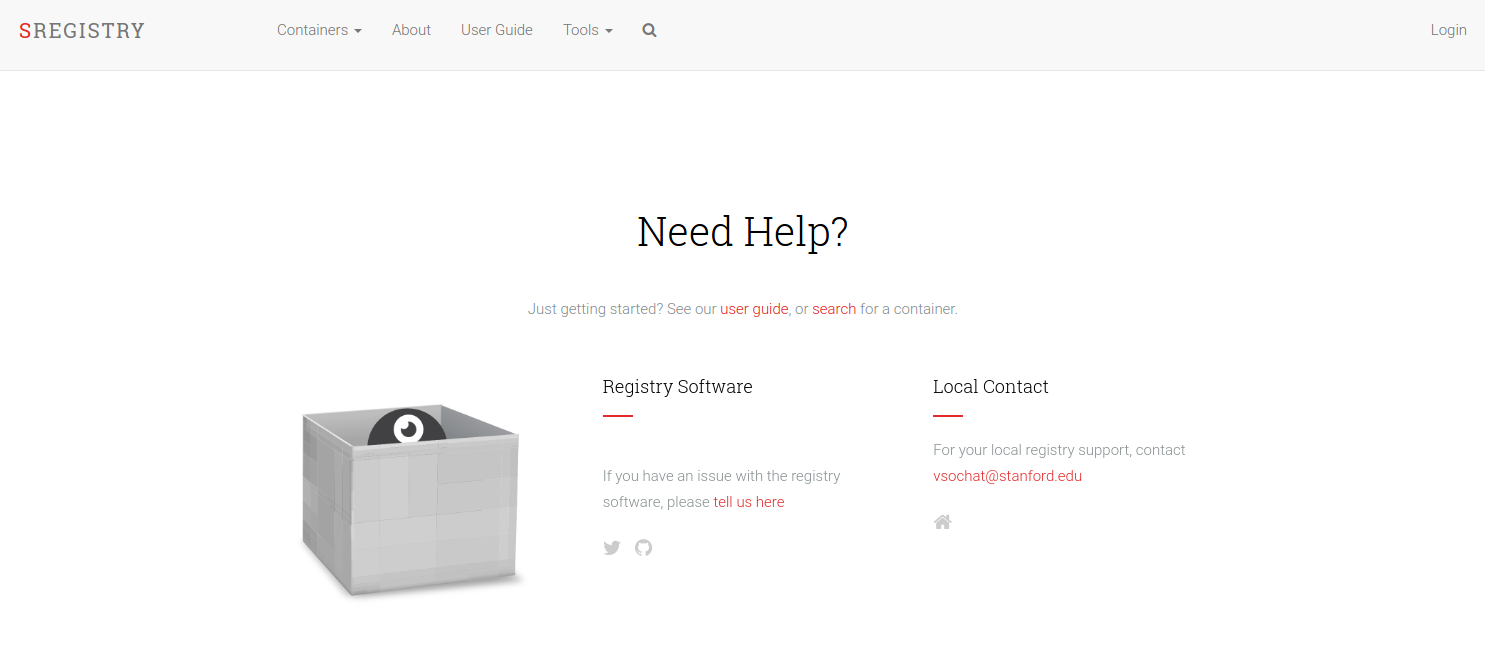 SREGISTRY
Containers
About
User Guide
Tools
Login
Need Help?
Just getting started? See our user guide, or search for a container.
Registry Software
If you have an issue with the registry
software, please tell us here
Local Contact
For your local registry support, contact
vsochat@stanford.edu